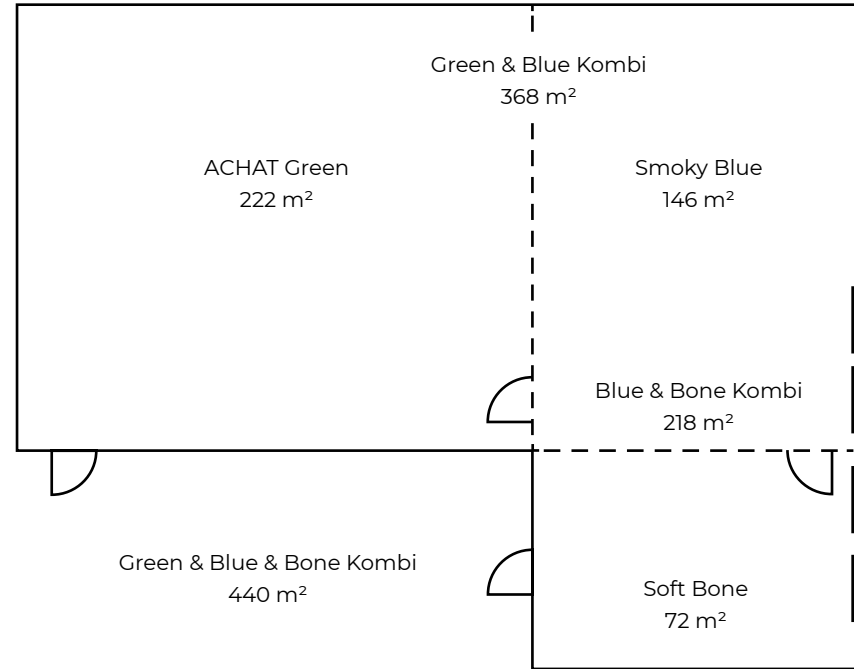 Green & Blue Kombi
368 m²
ACHAT Green
222 m²
Smoky Blue
146 m²
Blue & Bone Kombi
218 m²
Green & Blue & Bone Kombi
440 m²
Soft Bone
72 m²